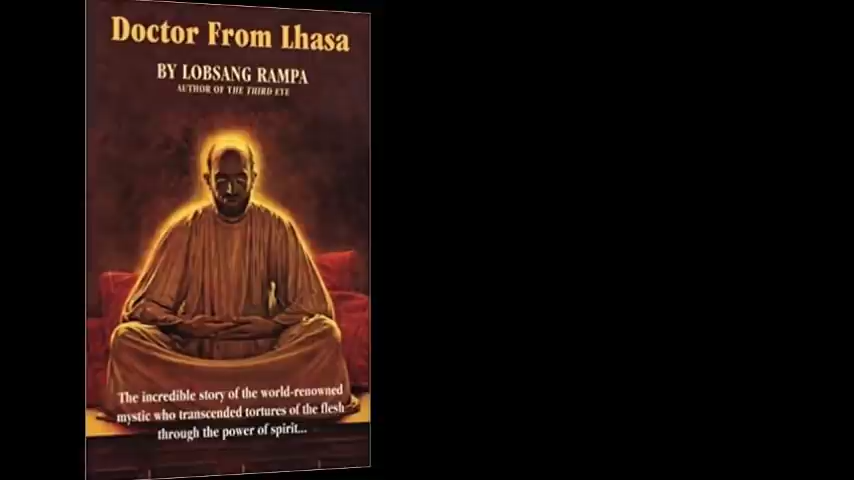 Doctor From Lhasa
BY LOBSANG RAMPA
AUTHOR OF THE THIRD EYE
The incredible story of the world-renowned
mystic who transcended tortures of the flesh
through the power of spirit...